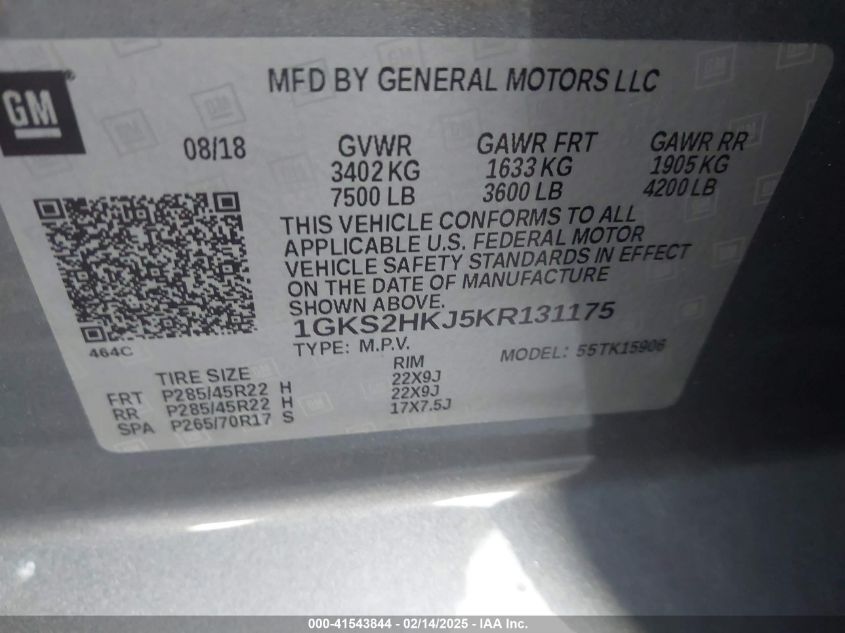 GM
MFD BY GENERAL MOTORS LLC
08/18 GVWR GAWR FRT GAWR RR
3402 KG 1633 KG 1905 KG
7500 LB 3600 LB 4200 LB
THIS VEHICLE CONFORMS TO ALL
APPLICABLE U.S. FEDERAL MOTOR
VEHICLE SAFETY STANDARDS IN EFFECT
ON THE DATE OF MANUFACTURE
SHOWN ABOVE.
1GKS2HKJ5KR131175
464C
TYPE: M.P.V. MODEL: 55TK15906
TIRE SIZE RIM
FRT P285/45R22 H 22X9J
RR P285/45R22 H 22X9J
SPA P265/70R17 S 17X7.5J
000-41543844 - 02/14/2025 - IAA Inc.